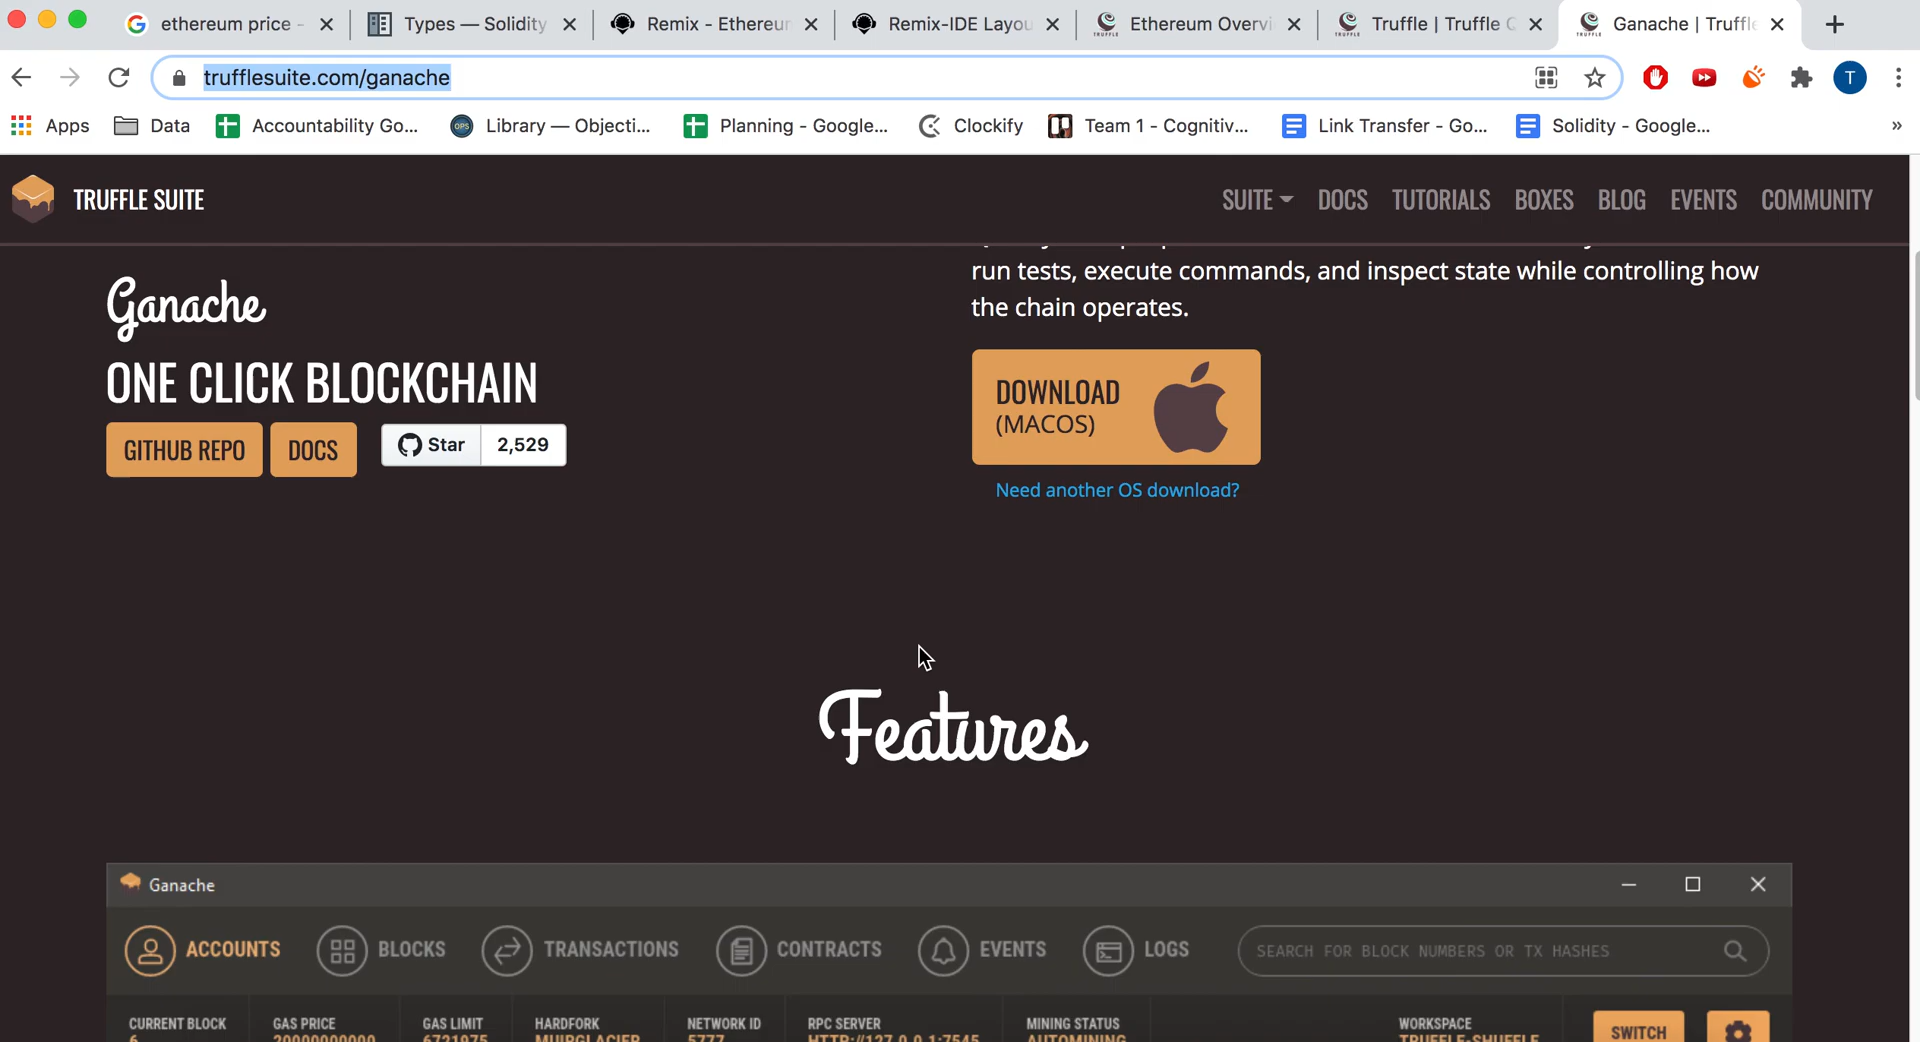 ethereum price -
Types — Solidity
Remix - Ethereum
Remix-IDE Layou
Ethereum Overvi
Truffle | Truffle
Ganache | Truffle
trufflesuite.com/ganache
T
Apps
Data
Accountability Go...
Library — Objecti...
Planning - Google...
Clockify
Team 1 - Cognitiv...
Link Transfer - Go...
Solidity - Google...
»
TRUFFLE SUITE
SUITE
DOCS
TUTORIALS
BOXES
BLOG
EVENTS
COMMUNITY
run tests, execute commands, and inspect state while controlling how
the chain operates.
Ganache
ONE CLICK BLOCKCHAIN
GITHUB REPO
DOCS
Star
2,529
DOWNLOAD
(MACOS)
Need another OS download?
Features
Ganache
ACCOUNTS
BLOCKS
TRANSACTIONS
CONTRACTS
EVENTS
LOGS
SEARCH FOR BLOCK NUMBERS OR TX HASHES
CURRENT BLOCK
GAS PRICE
GAS LIMIT
HARDFORK
NETWORK ID
RPC SERVER
MINING STATUS
WORKSPACE
SWITCH
6
20000000000
6721975
MUIRGLACIER
5777
HTTP://127.0.0.1:7545
AUTOMINING
TRUFFLE-SHUFFLE